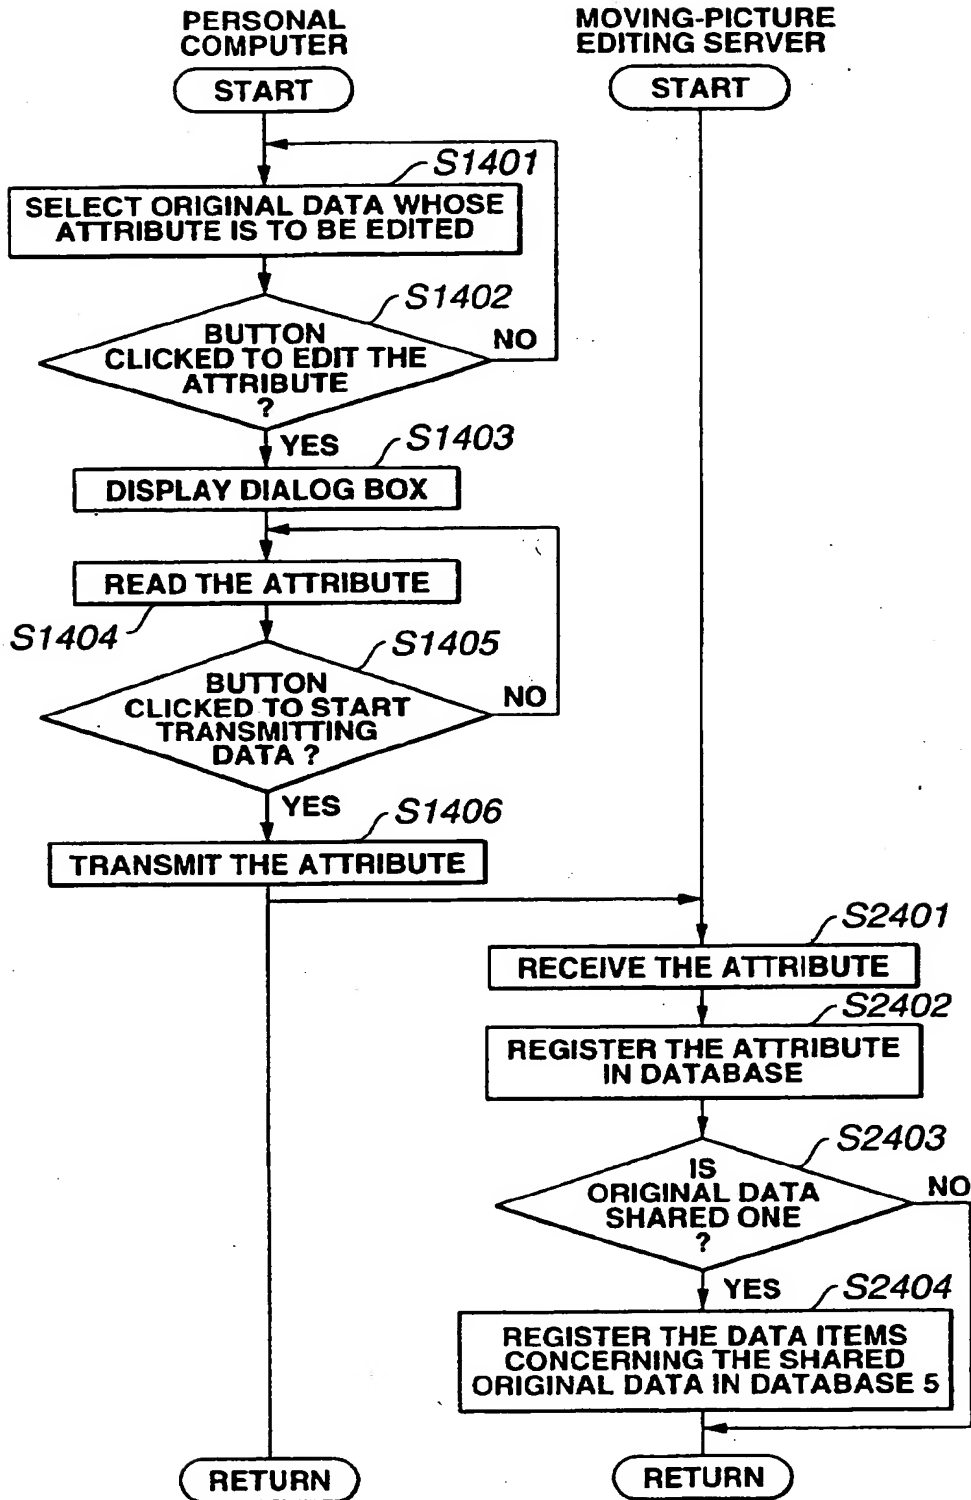 PERSONAL
COMPUTER
START
S1401
SELECT ORIGINAL DATA WHOSE
ATTRIBUTE IS TO BE EDITED
S1402
BUTTON
CLICKED TO EDIT THE
ATTRIBUTE
?
NO
YES
S1403
DISPLAY DIALOG BOX
READ THE ATTRIBUTE
S1404
S1405
BUTTON
CLICKED TO START
TRANSMITTING
DATA ?
NO
YES
S1406
TRANSMIT THE ATTRIBUTE
RETURN
MOVING-PICTURE
EDITING SERVER
START
S2401
RECEIVE THE ATTRIBUTE
S2402
REGISTER THE ATTRIBUTE
IN DATABASE
S2403
IS
ORIGINAL DATA
SHARED ONE
?
NO
YES
S2404
REGISTER THE DATA ITEMS
CONCERNING THE SHARED
ORIGINAL DATA IN DATABASE 5
RETURN